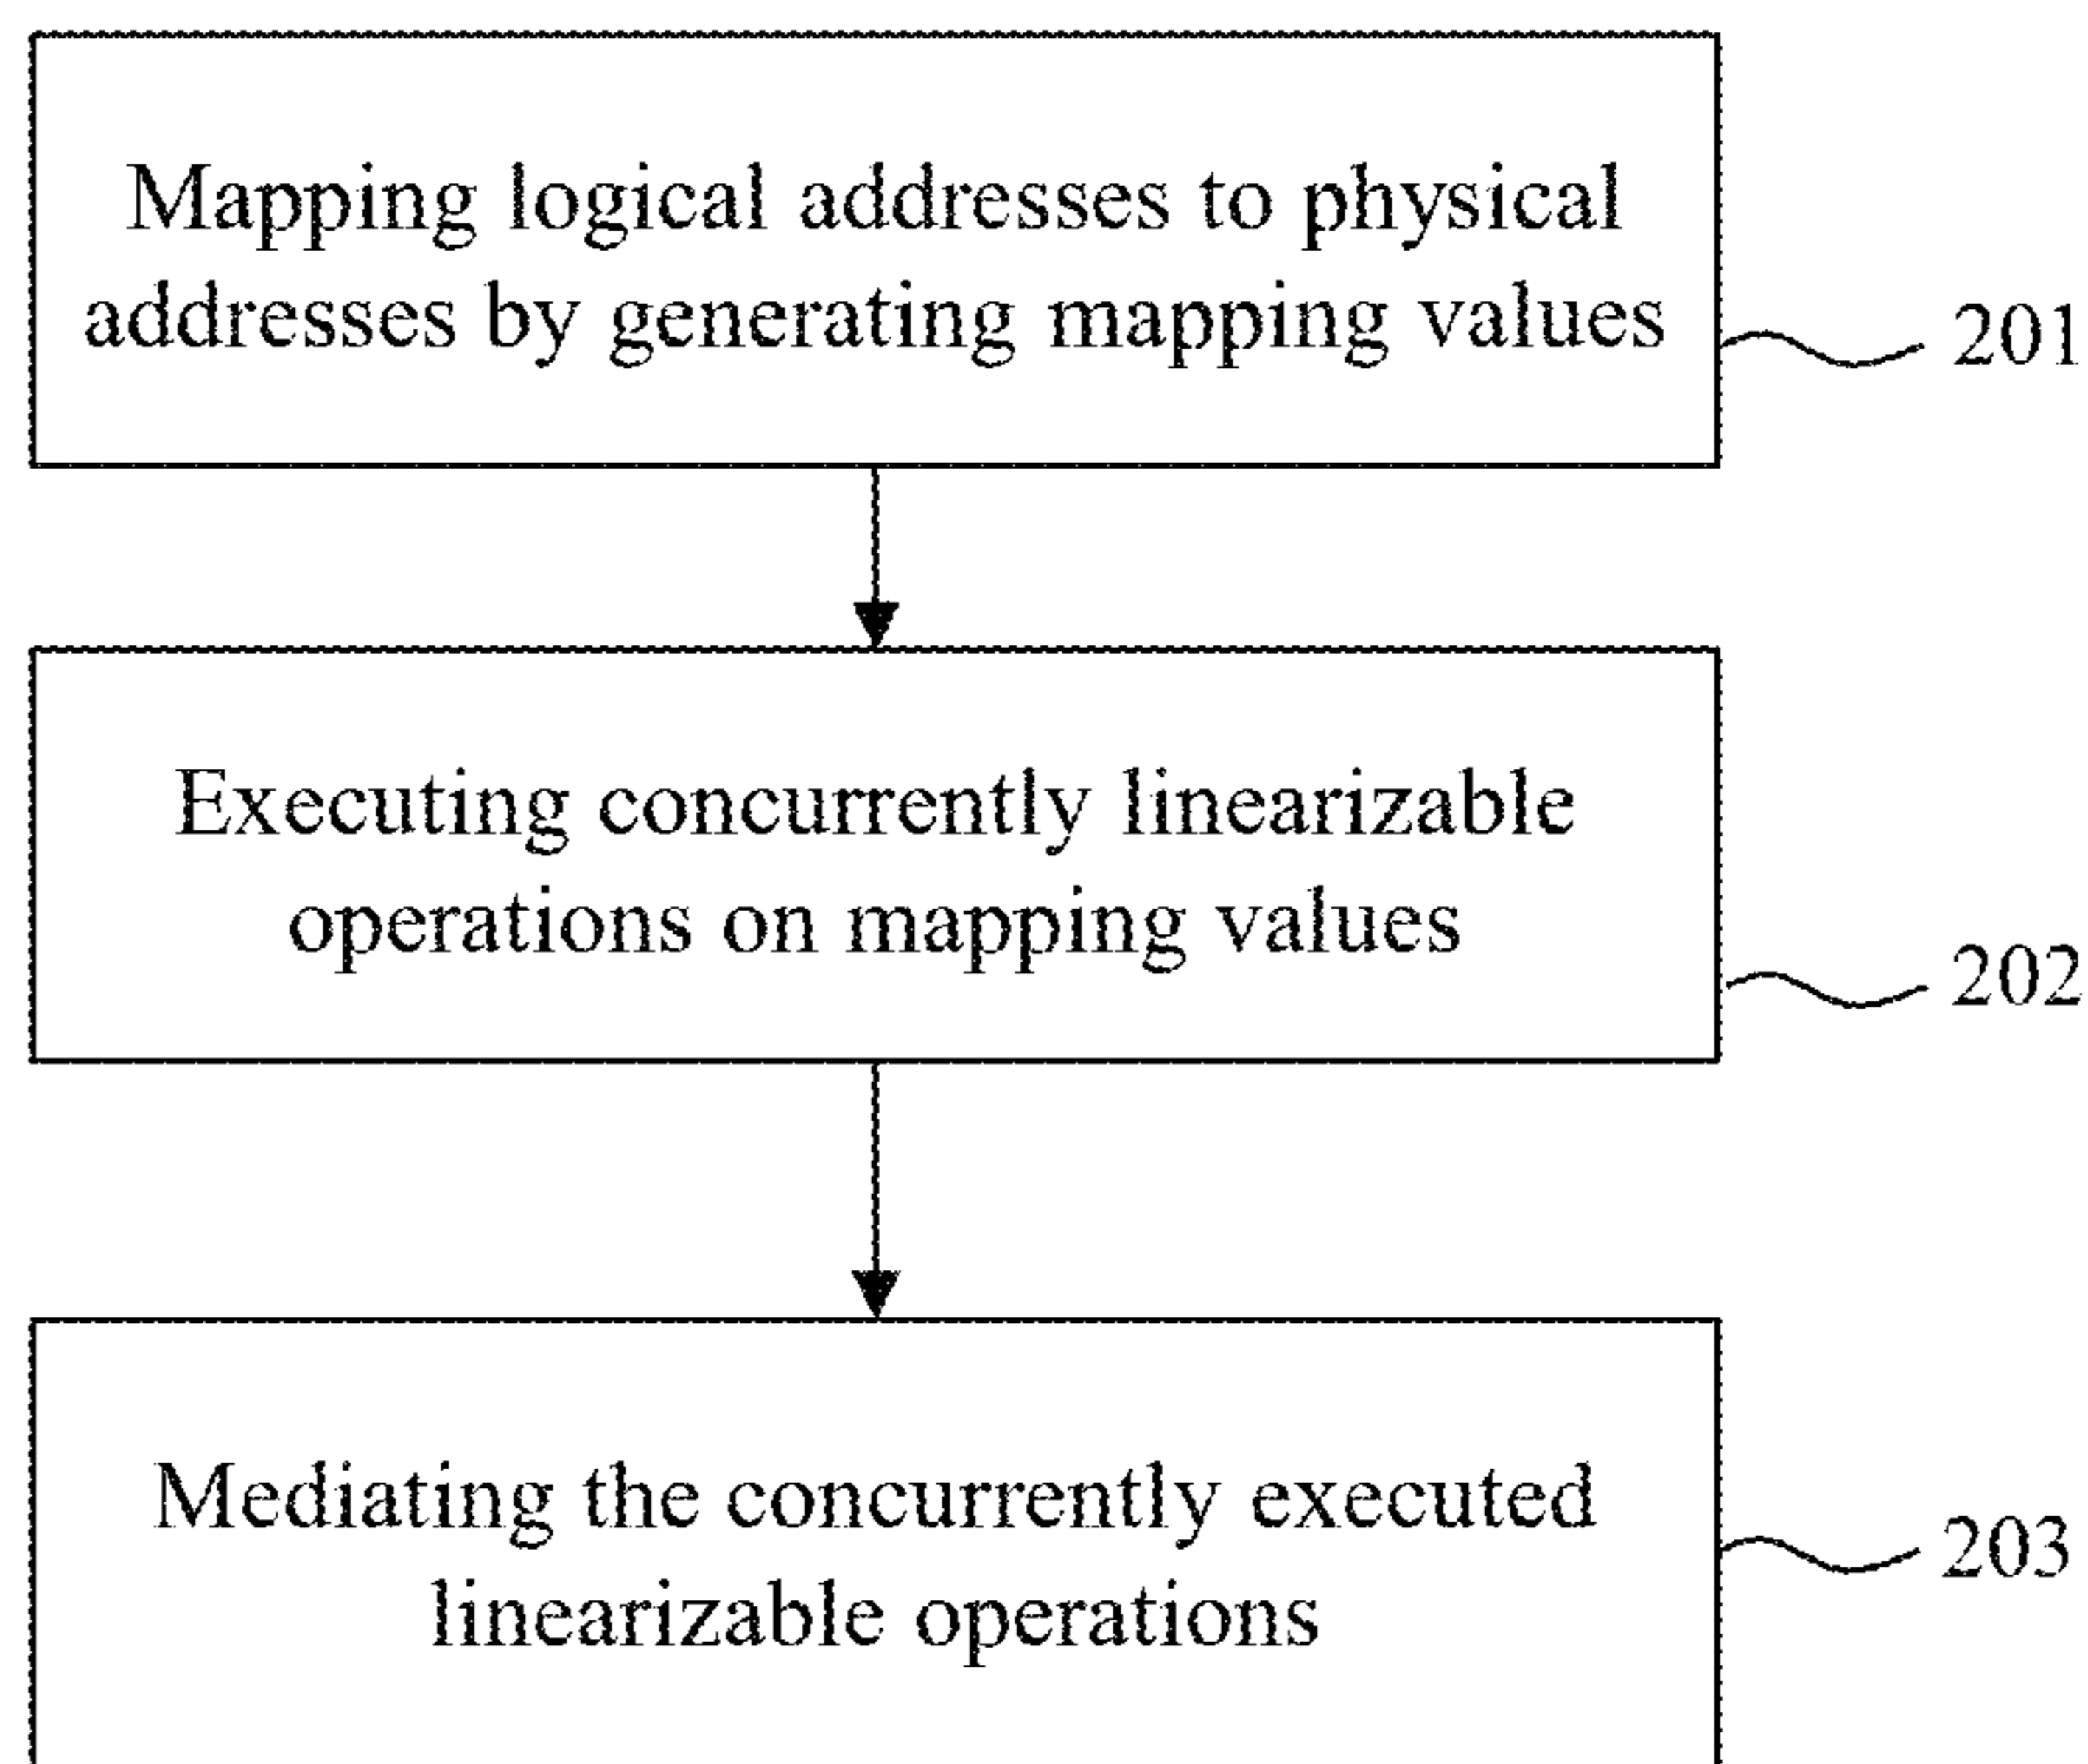 Mapping logical addresses to physical
addresses by generating mapping values
201
Executing concurrently linearizable
operations on mapping values
202
Mediating the concurrently executed
linearizable operations
203